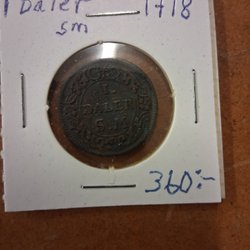 1 Daler 1718
sm
1.
DALER
S.M
360:-